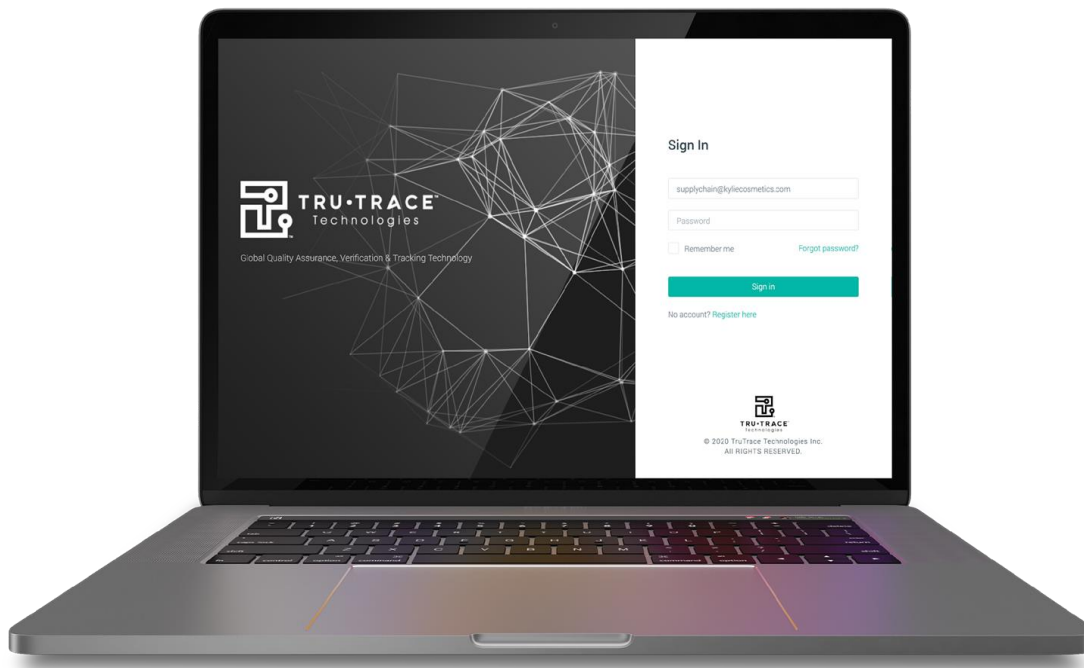 TRU•TRACE™
Technologies
Global Quality Assurance, Verification & Tracking Technology
Sign In
supplychain@kyliecosmetics.com
Password
Remember me
Forgot password?
Sign in
No account? Register here
TRU•TRACE
Technologies
© 2020 TruTrace Technologies Inc.
All RIGHTS RESERVED.